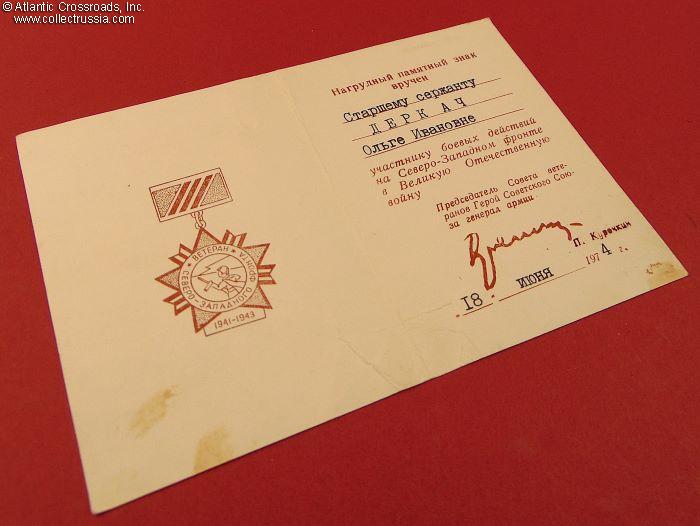 © Atlantic Crossroads, Inc.
www.collectrussia.com
ВЕТЕРАН
СЕВЕРО-ЗАПАДНОГО ФРОНТА
1941-1943
Нагрудный памятный знак
вручен
Старшему сержанту
ДЕРКАЧ
Ольге Ивановне
участнику боевых действий
на Северо-Западном фронте
в Великую Отечественную
войну
Председатель Совета вете-
ранов Герой Советского Сою-
за генерал армии
П. Курочкин
18 июня 1974 г.